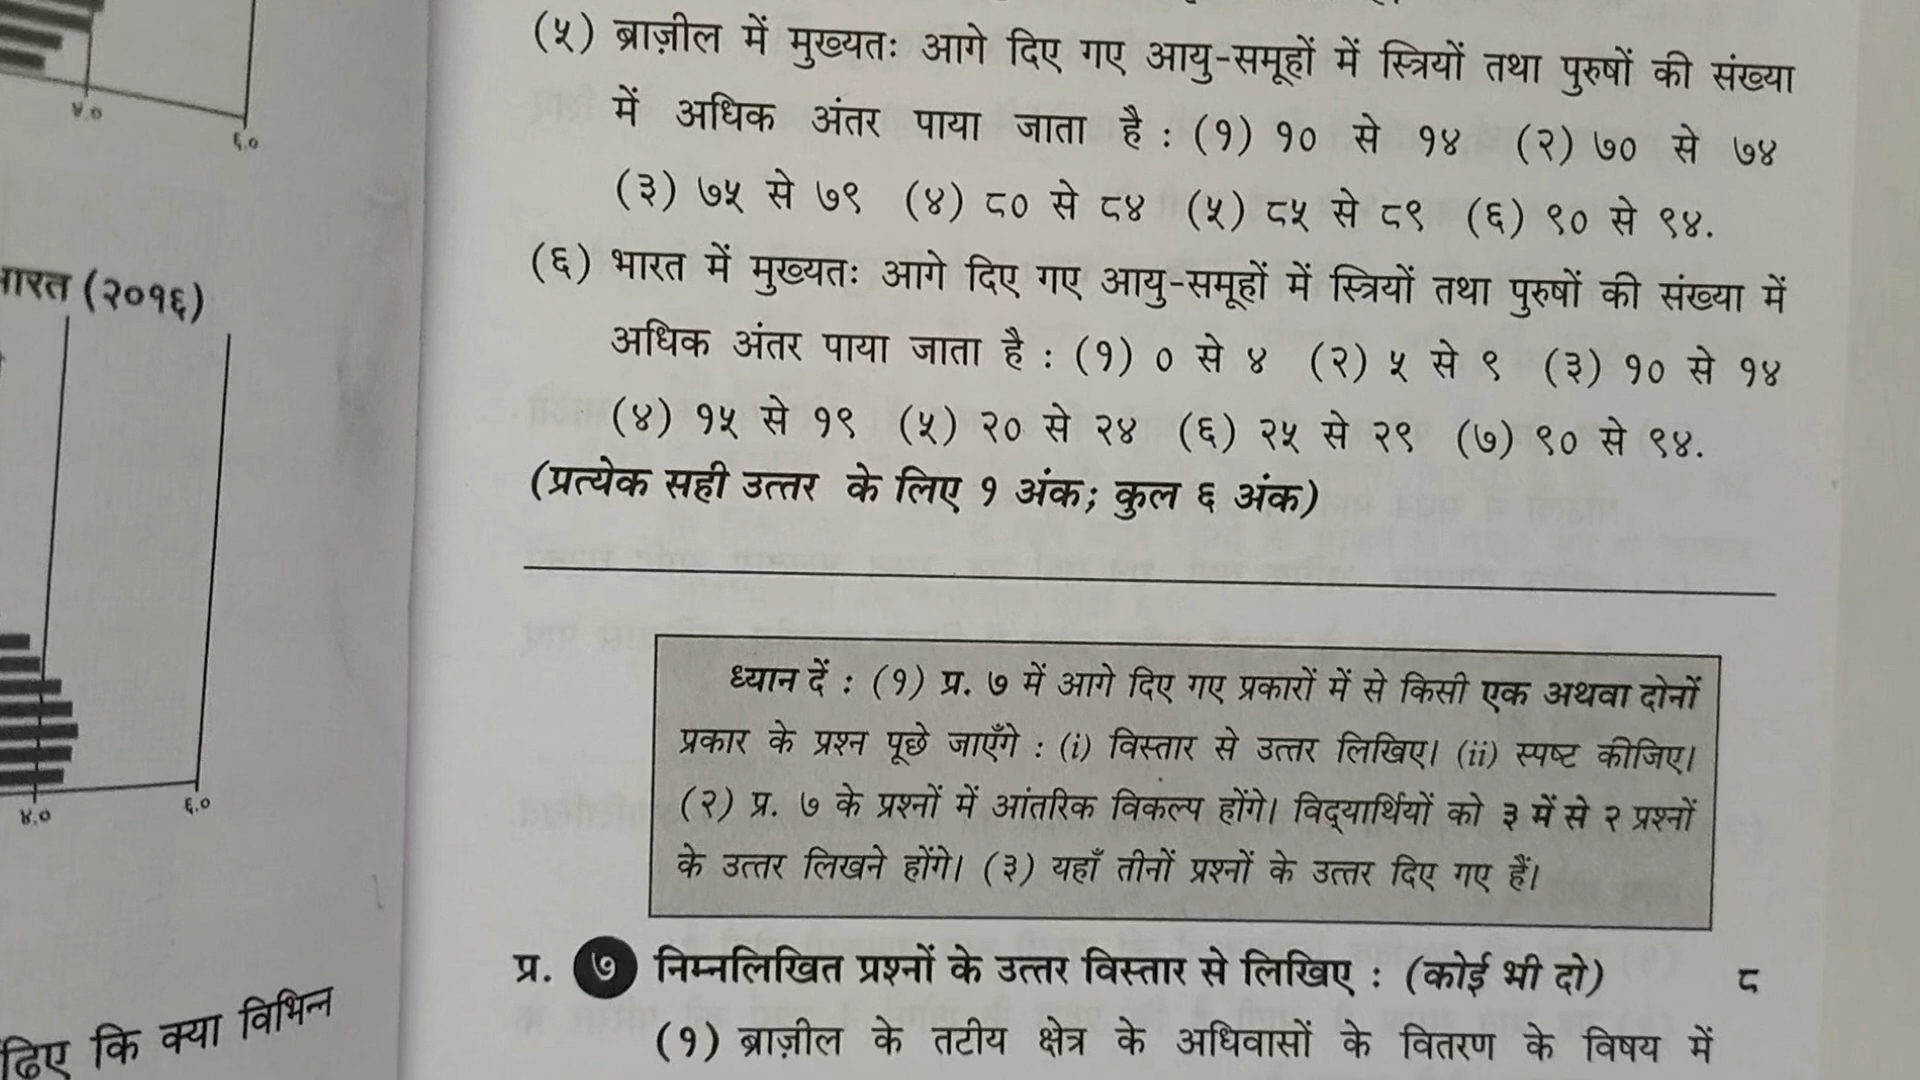 ४.०
६.०
भारत (२०१६)
४.०
६.०
ढिए कि क्या विभिन्न
(५) ब्राज़ील में मुख्यतः आगे दिए गए आयु-समूहों में स्त्रियों तथा पुरुषों की संख्या
में अधिक अंतर पाया जाता है : (१) १० से १४ (२) ७० से ७४
(३) ७५ से ७९ (४) ८० से ८४ (५) ८५ से ८९ (६) ९० से ९४.
(६) भारत में मुख्यतः आगे दिए गए आयु-समूहों में स्त्रियों तथा पुरुषों की संख्या में
अधिक अंतर पाया जाता है : (१) ० से ४ (२) ५ से ९ (३) १० से १४
(४) १५ से १९ (५) २० से २४ (६) २५ से २९ (७) ९० से ९४.
(प्रत्येक सही उत्तर के लिए १ अंक; कुल ६ अंक)
ध्यान दें : (१) प्र. ७ में आगे दिए गए प्रकारों में से किसी एक अथवा दोनों
प्रकार के प्रश्न पूछे जाएँगे : (i) विस्तार से उत्तर लिखिए। (ii) स्पष्ट कीजिए।
(२) प्र. ७ के प्रश्नों में आंतरिक विकल्प होंगे। विद्‌यार्थियों को ३ में से २ प्रश्नों
के उत्तर लिखने होंगे। (३) यहाँ तीनों प्रश्नों के उत्तर दिए गए हैं।
प्र. ७ निम्नलिखित प्रश्नों के उत्तर विस्तार से लिखिए : (कोई भी दो) ८
(१) ब्राज़ील के तटीय क्षेत्र के अधिवासों के वितरण के विषय में